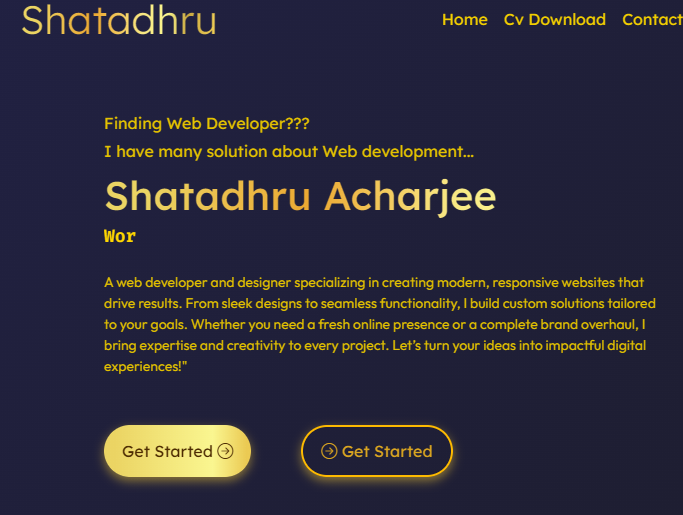 Shatadhru
Home Cv Download Contact
Finding Web Developer???
I have many solution about Web development...
Shatadhru Acharjee
Wor
A web developer and designer specializing in creating modern, responsive websites that
drive results. From sleek designs to seamless functionality, I build custom solutions tailored
to your goals. Whether you need a fresh online presence or a complete brand overhaul, I
bring expertise and creativity to every project. Let's turn your ideas into impactful digital
experiences!"
Get Started Get Started